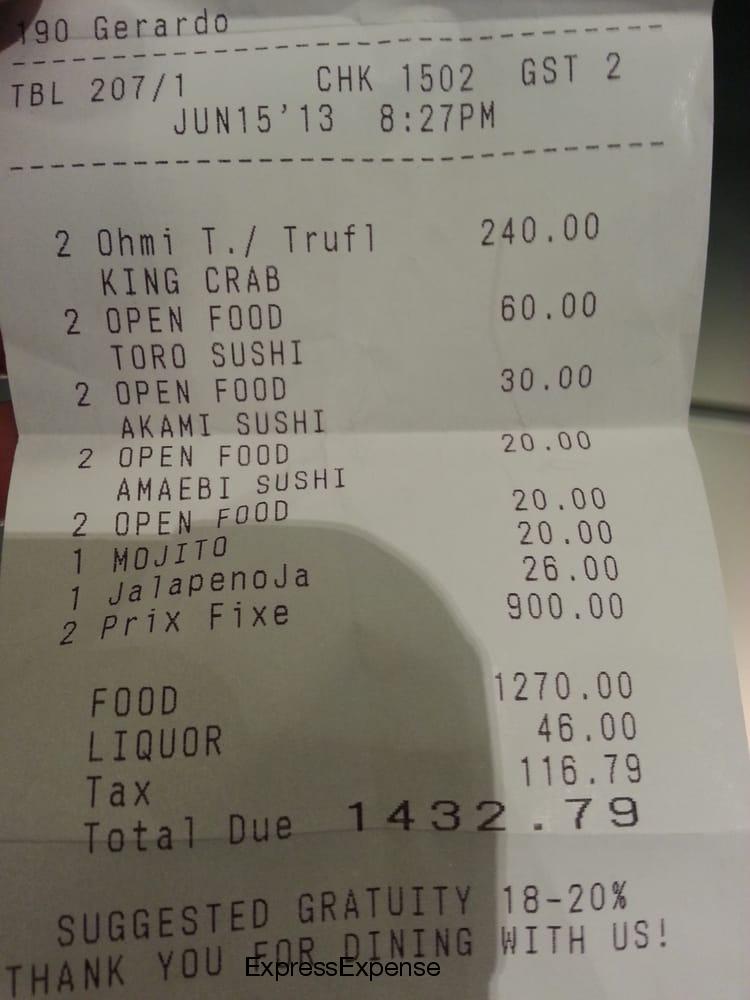 190 Gerardo
TBL 207/1 CHK 1502 GST 2
JUN15'13 8:27PM
2 Ohmi T./ Trufl 240.00
KING CRAB
2 OPEN FOOD 60.00
TORO SUSHI
2 OPEN FOOD 30.00
AKAMI SUSHI
2 OPEN FOOD 20.00
AMAEBI SUSHI
2 OPEN FOOD 20.00
1 MOJITO 20.00
1 JalapenoJa 26.00
2 Prix Fixe 900.00
FOOD 1270.00
LIQUOR 46.00
Tax 116.79
Total Due 1432.79
SUGGESTED GRATUITY 18-20%
THANK YOU FOR DINING WITH US!
ExpressExpense